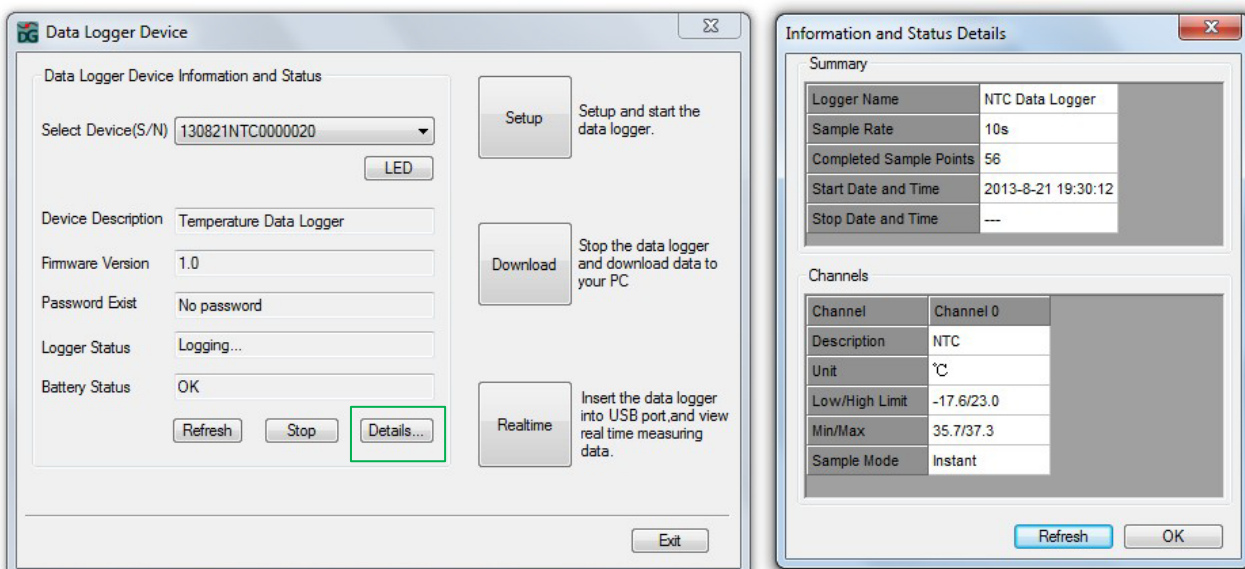 DG
Data Logger Device
Data Logger Device Information and Status
Select Device(S/N) 130821NTC0000020
LED
Device Description Temperature Data Logger
Firmware Version 1.0
Password Exist No password
Logger Status Logging...
Battery Status OK
Refresh Stop Details...
Setup
Setup and start the
data logger.
Download
Stop the data logger
and download data to
your PC
Realtime
Insert the data logger
into USB port,and view
real time measuring
data.
Exit
Information and Status Details
Summary
Logger Name NTC Data Logger
Sample Rate 10s
Completed Sample Points 56
Start Date and Time 2013-8-21 19:30:12
Stop Date and Time ---
Channels
Channel Channel 0
Description NTC
Unit ℃
Low/High Limit -17.6/23.0
Min/Max 35.7/37.3
Sample Mode Instant
Refresh OK